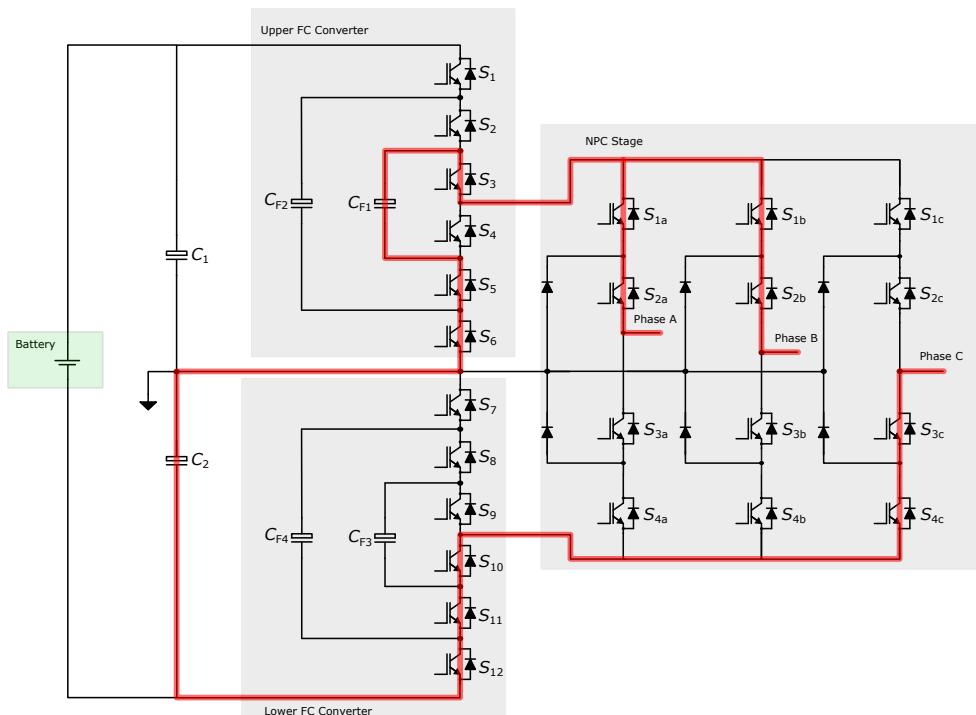 Upper FC Converter
S1
S2
S3
CF2
CF1
S4
S5
S6
C1
Battery
NPC Stage
S1a
S1b
S1c
S2a
S2b
S2c
Phase A
Phase B
Phase C
S7
S8
S9
C2
CF4
CF3
S10
S11
S12
S3a
S3b
S3c
S4a
S4b
S4c
Lower FC Converter